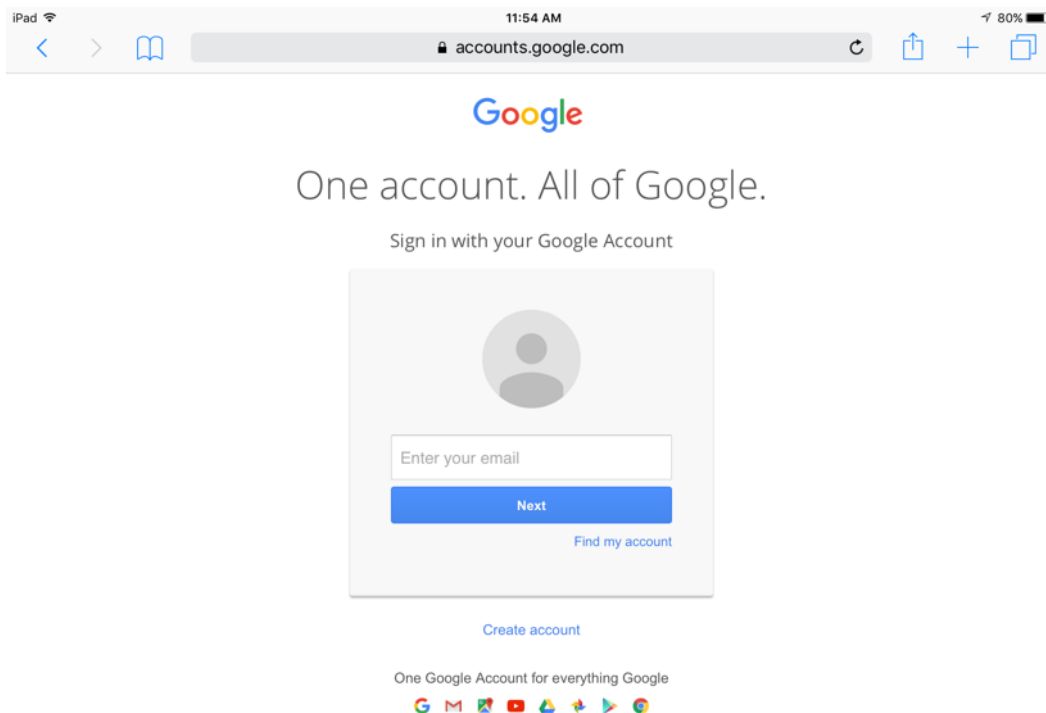 iPad 11:54 AM 80%
accounts.google.com
Google
One account. All of Google.
Sign in with your Google Account
Enter your email
Next
Find my account
Create account
One Google Account for everything Google